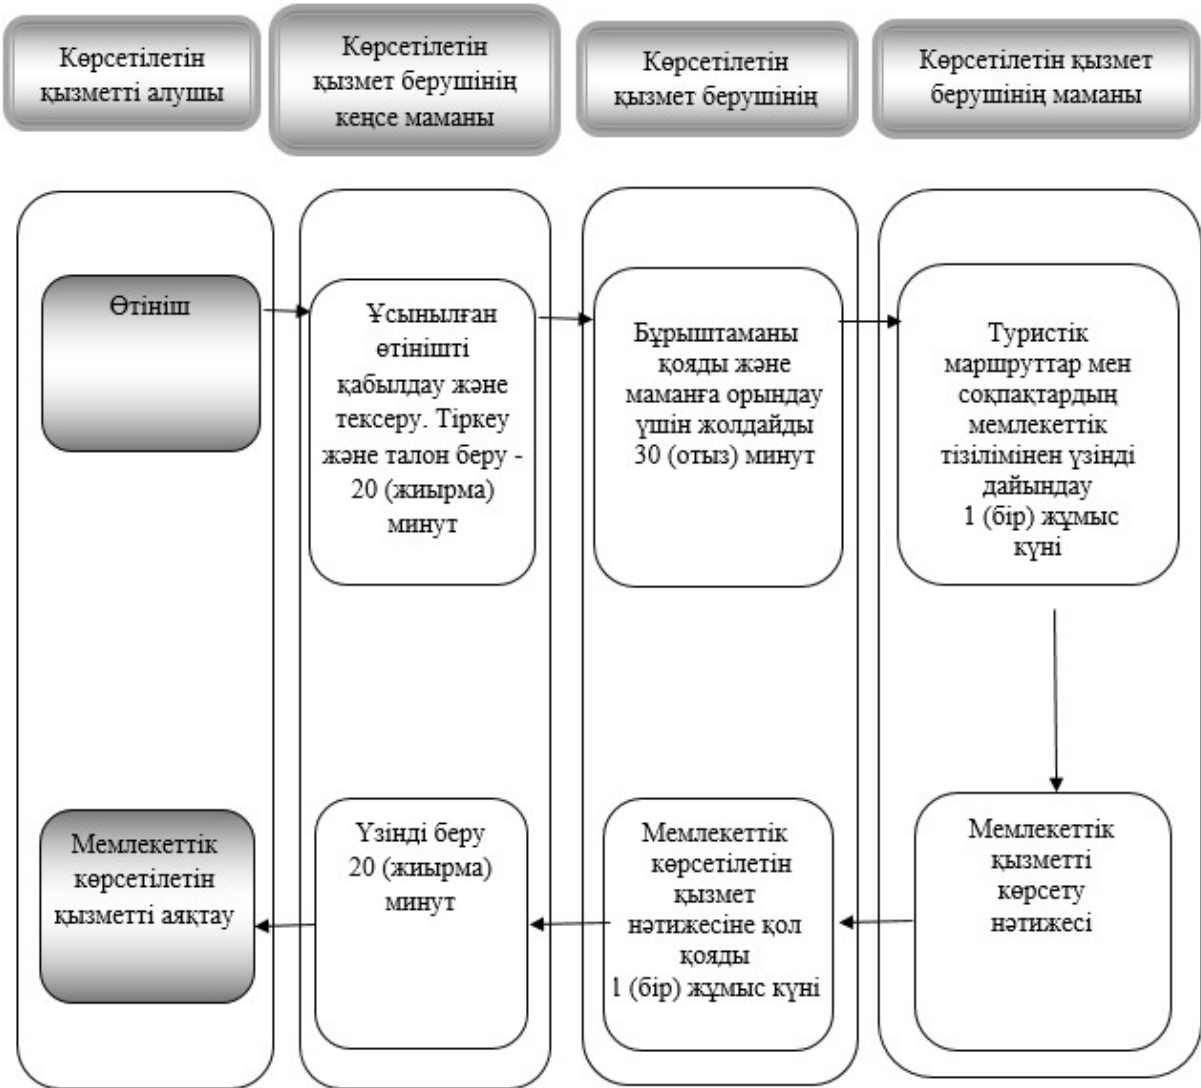 Көрсетілетін
қызметті алушы
Көрсетілетін
қызмет берушінің
кеңсе маманы
Көрсетілетін
қызмет берушінің
Көрсетілетін қызмет
берушінің маманы
Өтініш
Ұсынылған
өтінішті
қабылдау және
тексеру. Тіркеу
және талон беру -
20 (жиырма)
минут
Бұрыштаманы
қояды және
маманға орындау
үшін жолдайды
30 (отыз) минут
Туристік
маршруттар мен
соқпақтардың
мемлекеттік
тізілімінен үзінді
дайындау
1 (бір) жұмыс
күні
Мемлекеттік
көрсетілетін
қызметті аяқтау
Үзінді беру
20 (жиырма)
минут
Мемлекеттік
көрсетілетін
қызмет
нәтижесіне қол
қояды
1 (бір) жұмыс күні
Мемлекеттік
қызметті
көрсету
нәтижесі